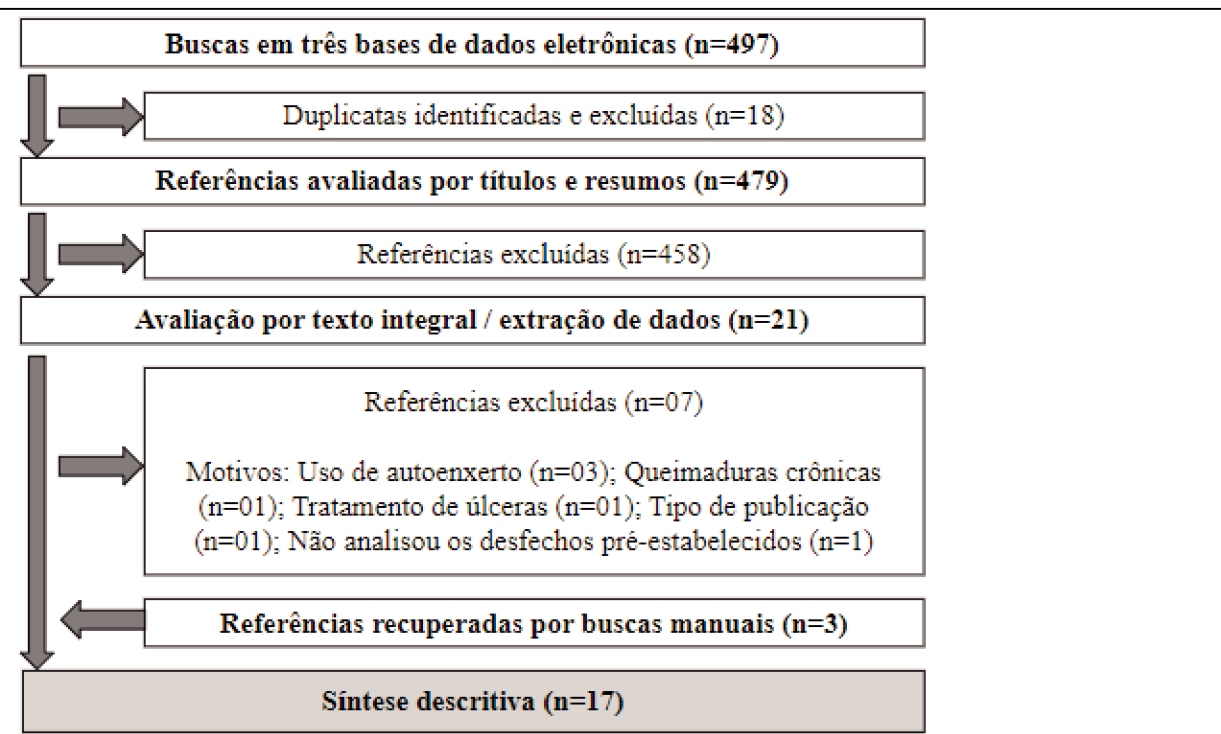 Buscas em três bases de dados eletrônicas (n=497)
Duplicatas identificadas e excluídas (n=18)
Referências avaliadas por títulos e resumos (n=479)
Referências excluídas (n=458)
Avaliação por texto integral / extração de dados (n=21)
Referências excluídas (n=07)
Motivos: Uso de autoenxerto (n=03); Queimaduras crônicas
(n=01); Tratamento de úlceras (n=01); Tipo de publicação
(n=01); Não analisou os desfechos pré-estabelecidos (n=1)
Referências recuperadas por buscas manuais (n=3)
Síntese descritiva (n=17)